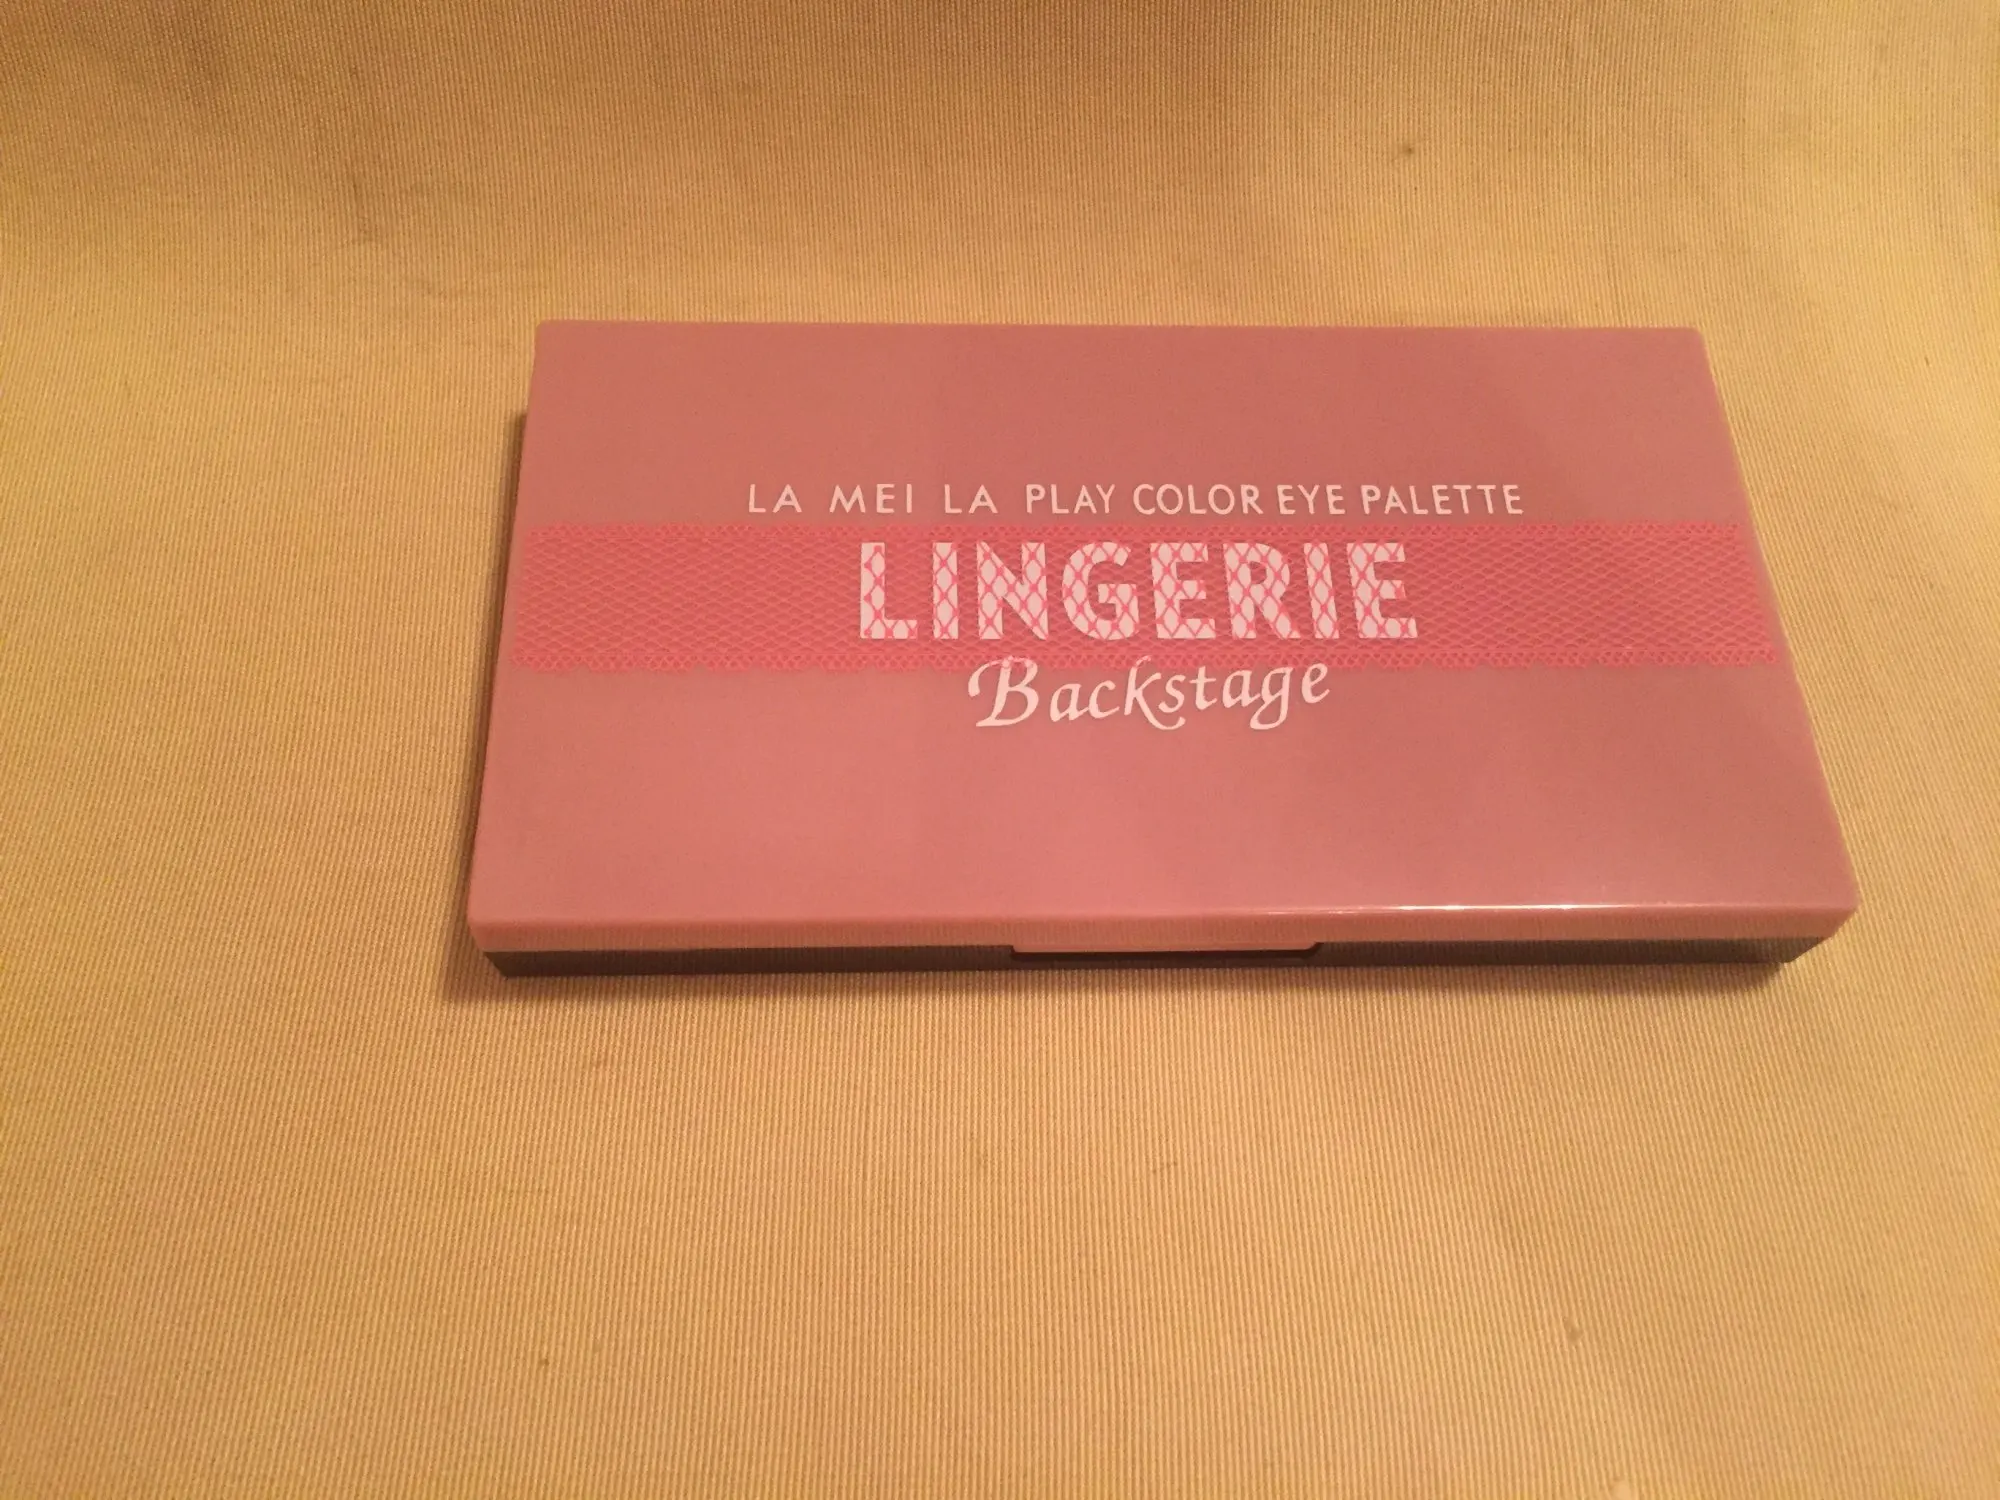 LA MEI LA PLAY COLOR EYE PALETTE
LINGERIE
Backstage